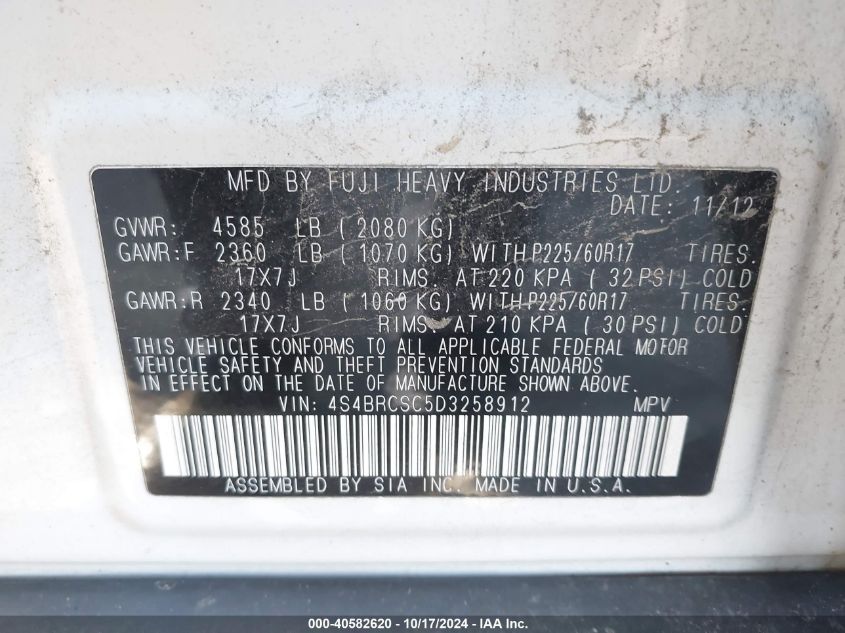 MFD BY FUJI HEAVY INDUSTRIES LTD.
DATE: 11/12
GVWR: 4585 LB ( 2080 KG)
GAWR:F 2360 LB ( 1070 KG) WITH P225/60R17 TIRES.
17X7J RIMS AT 220 KPA ( 32 PSI) COLD
GAWR:R 2340 LB ( 1060 KG) WITH P225/60R17 TIRES.
17X7J RIMS AT 210 KPA ( 30 PSI) COLD
THIS VEHICLE CONFORMS TO ALL APPLICABLE FEDERAL MOTOR
VEHICLE SAFETY AND THEFT PREVENTION STANDARDS
IN EFFECT ON THE DATE OF MANUFACTURE SHOWN ABOVE.
VIN: 4S4BRCSC5D3258912 MPV
ASSEMBLED BY SIA INC. MADE IN U.S.A.
000-40582620 - 10/17/2024 - IAA Inc.